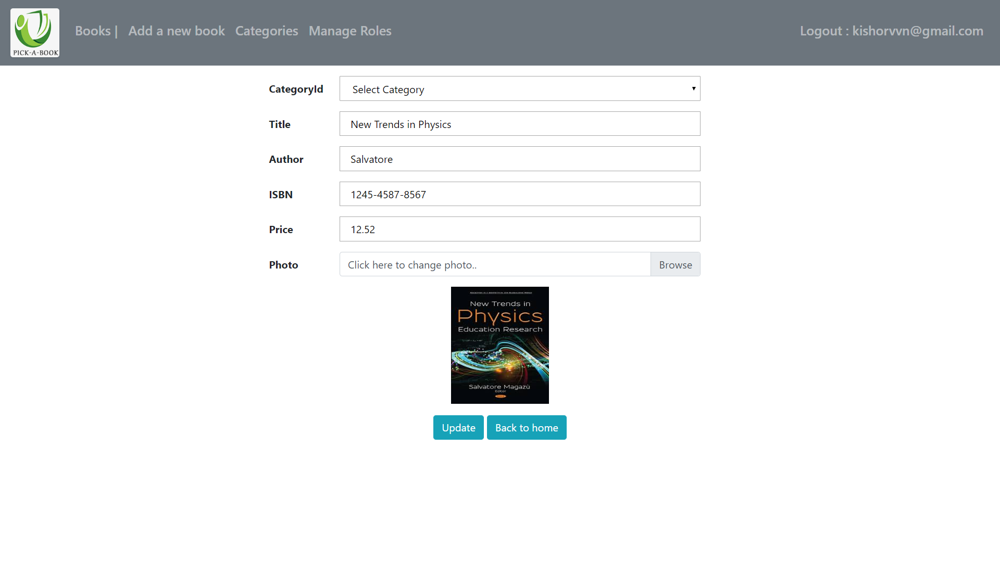 PICK-A-BOOK
Books | Add a new book Categories Manage Roles Logout : kishorvvn@gmail.com
CategoryId Select Category
Title New Trends in Physics
Author Salvatore
ISBN 1245-4587-8567
Price 12.52
Photo Click here to change photo.. Browse
New Trends in
Physics
Education Research
Salvatore Magazù
Editor
Update Back to home